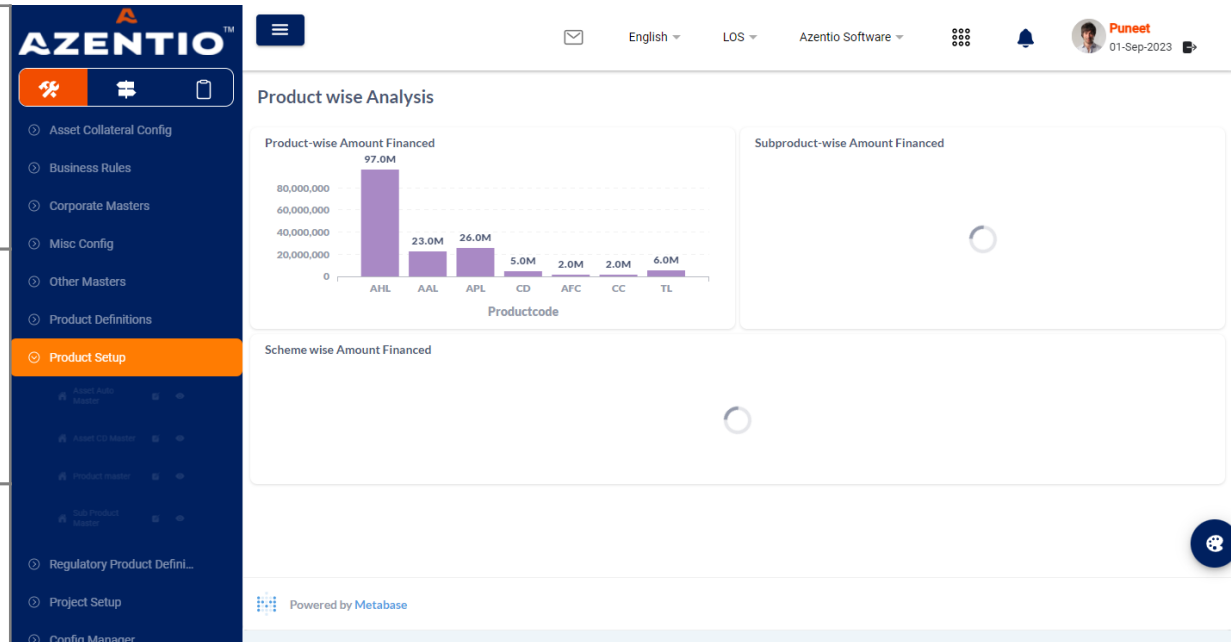 AZENTIO™
English
LOS
Azentio Software
Puneet
01-Sep-2023
Asset Collateral Config
Business Rules
Corporate Masters
Misc Config
Other Masters
Product Definitions
Product Setup
Asset Auto
Master
Asset CD Master
Product master
Sub Product
Master
Regulatory Product Defini...
Project Setup
Config Manager
Product wise Analysis
Product-wise Amount Financed
97.0M
80,000,000
60,000,000
40,000,000
20,000,000
0
23.0M
26.0M
5.0M
2.0M
2.0M
6.0M
AHL
AAL
APL
CD
AFC
CC
TL
Productcode
Subproduct-wise Amount Financed
Scheme wise Amount Financed
Powered by Metabase